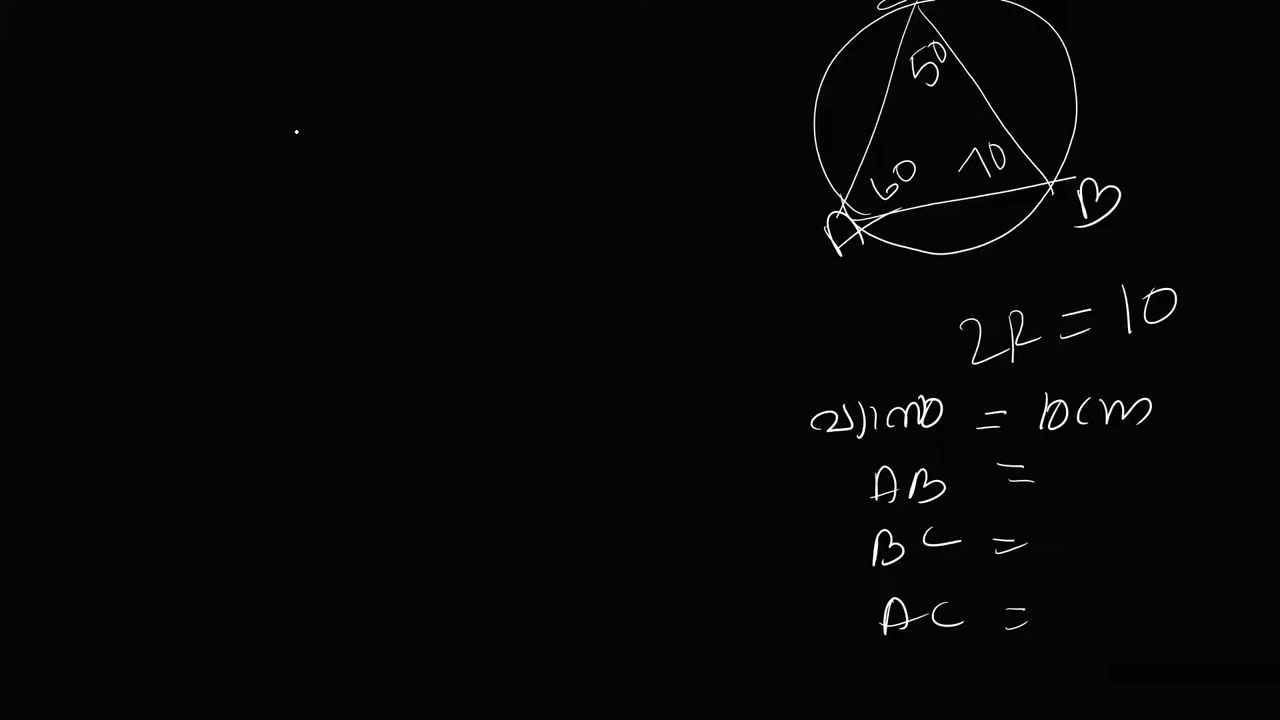 C
50
60 70
A B
2R = 10
= 10cm
AB =
BC =
AC =